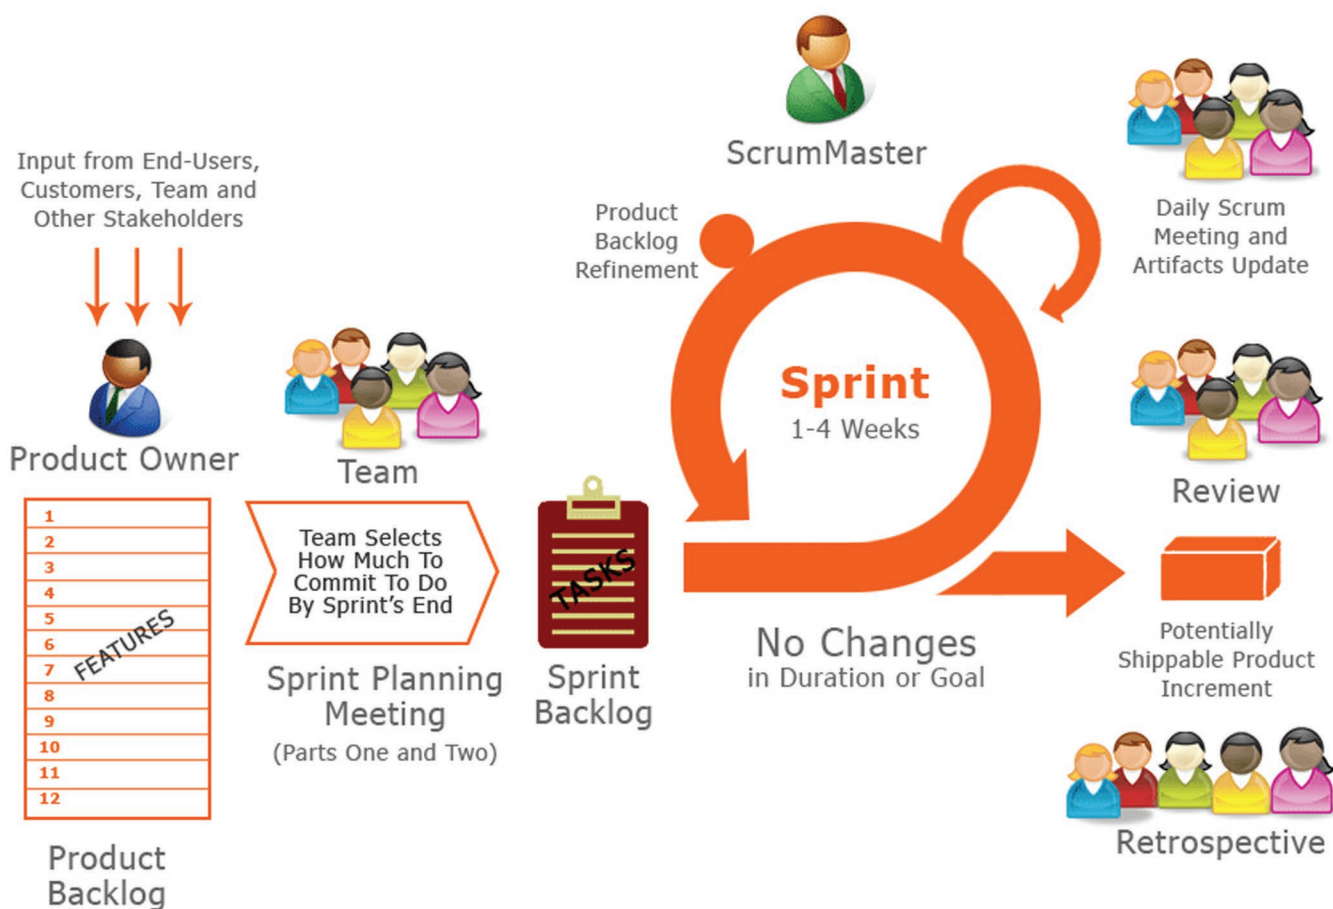 Input from End-Users,
Customers, Team and
Other Stakeholders
Product Owner
1
2
3
4
5
6
7
8
9
10
11
12
FEATURES
Product
Backlog
Team
Team Selects
How Much To
Commit To Do
By Sprint's End
Sprint Planning
Meeting
(Parts One and Two)
TASKS
Sprint
Backlog
ScrumMaster
Product
Backlog
Refinement
Sprint
1-4 Weeks
No Changes
in Duration or Goal
Daily Scrum
Meeting and
Artifacts Update
Review
Potentially
Shippable Product
Increment
Retrospective